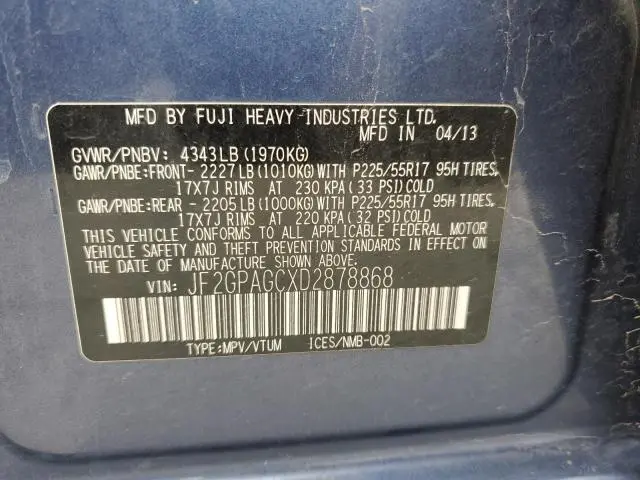 MFD BY FUJI HEAVY INDUSTRIES LTD.
MFD IN 04/13
GVWR/PNBV: 4343LB(1970KG)
GAWR/PNBE:FRONT- 2227LB(1010KG)WITH P225/55R17 95H TIRES,
17X7J RIMS AT 230 KPA(33 PSI)COLD
GAWR/PNBE:REAR - 2205LB(1000KG)WITH P225/55R17 95H TIRES,
17X7J RIMS AT 220 KPA(32 PSI)COLD
THIS VEHICLE CONFORMS TO ALL APPLICABLE FEDERAL MOTOR
VEHICLE SAFETY AND THEFT PREVENTION STANDARDS IN EFFECT
ON THE DATE OF MANUFACTURE SHOWN ABOVE.
VIN: JF2GPAGCXD2878868
TYPE:MPV/VTUM ICES/NMB-002